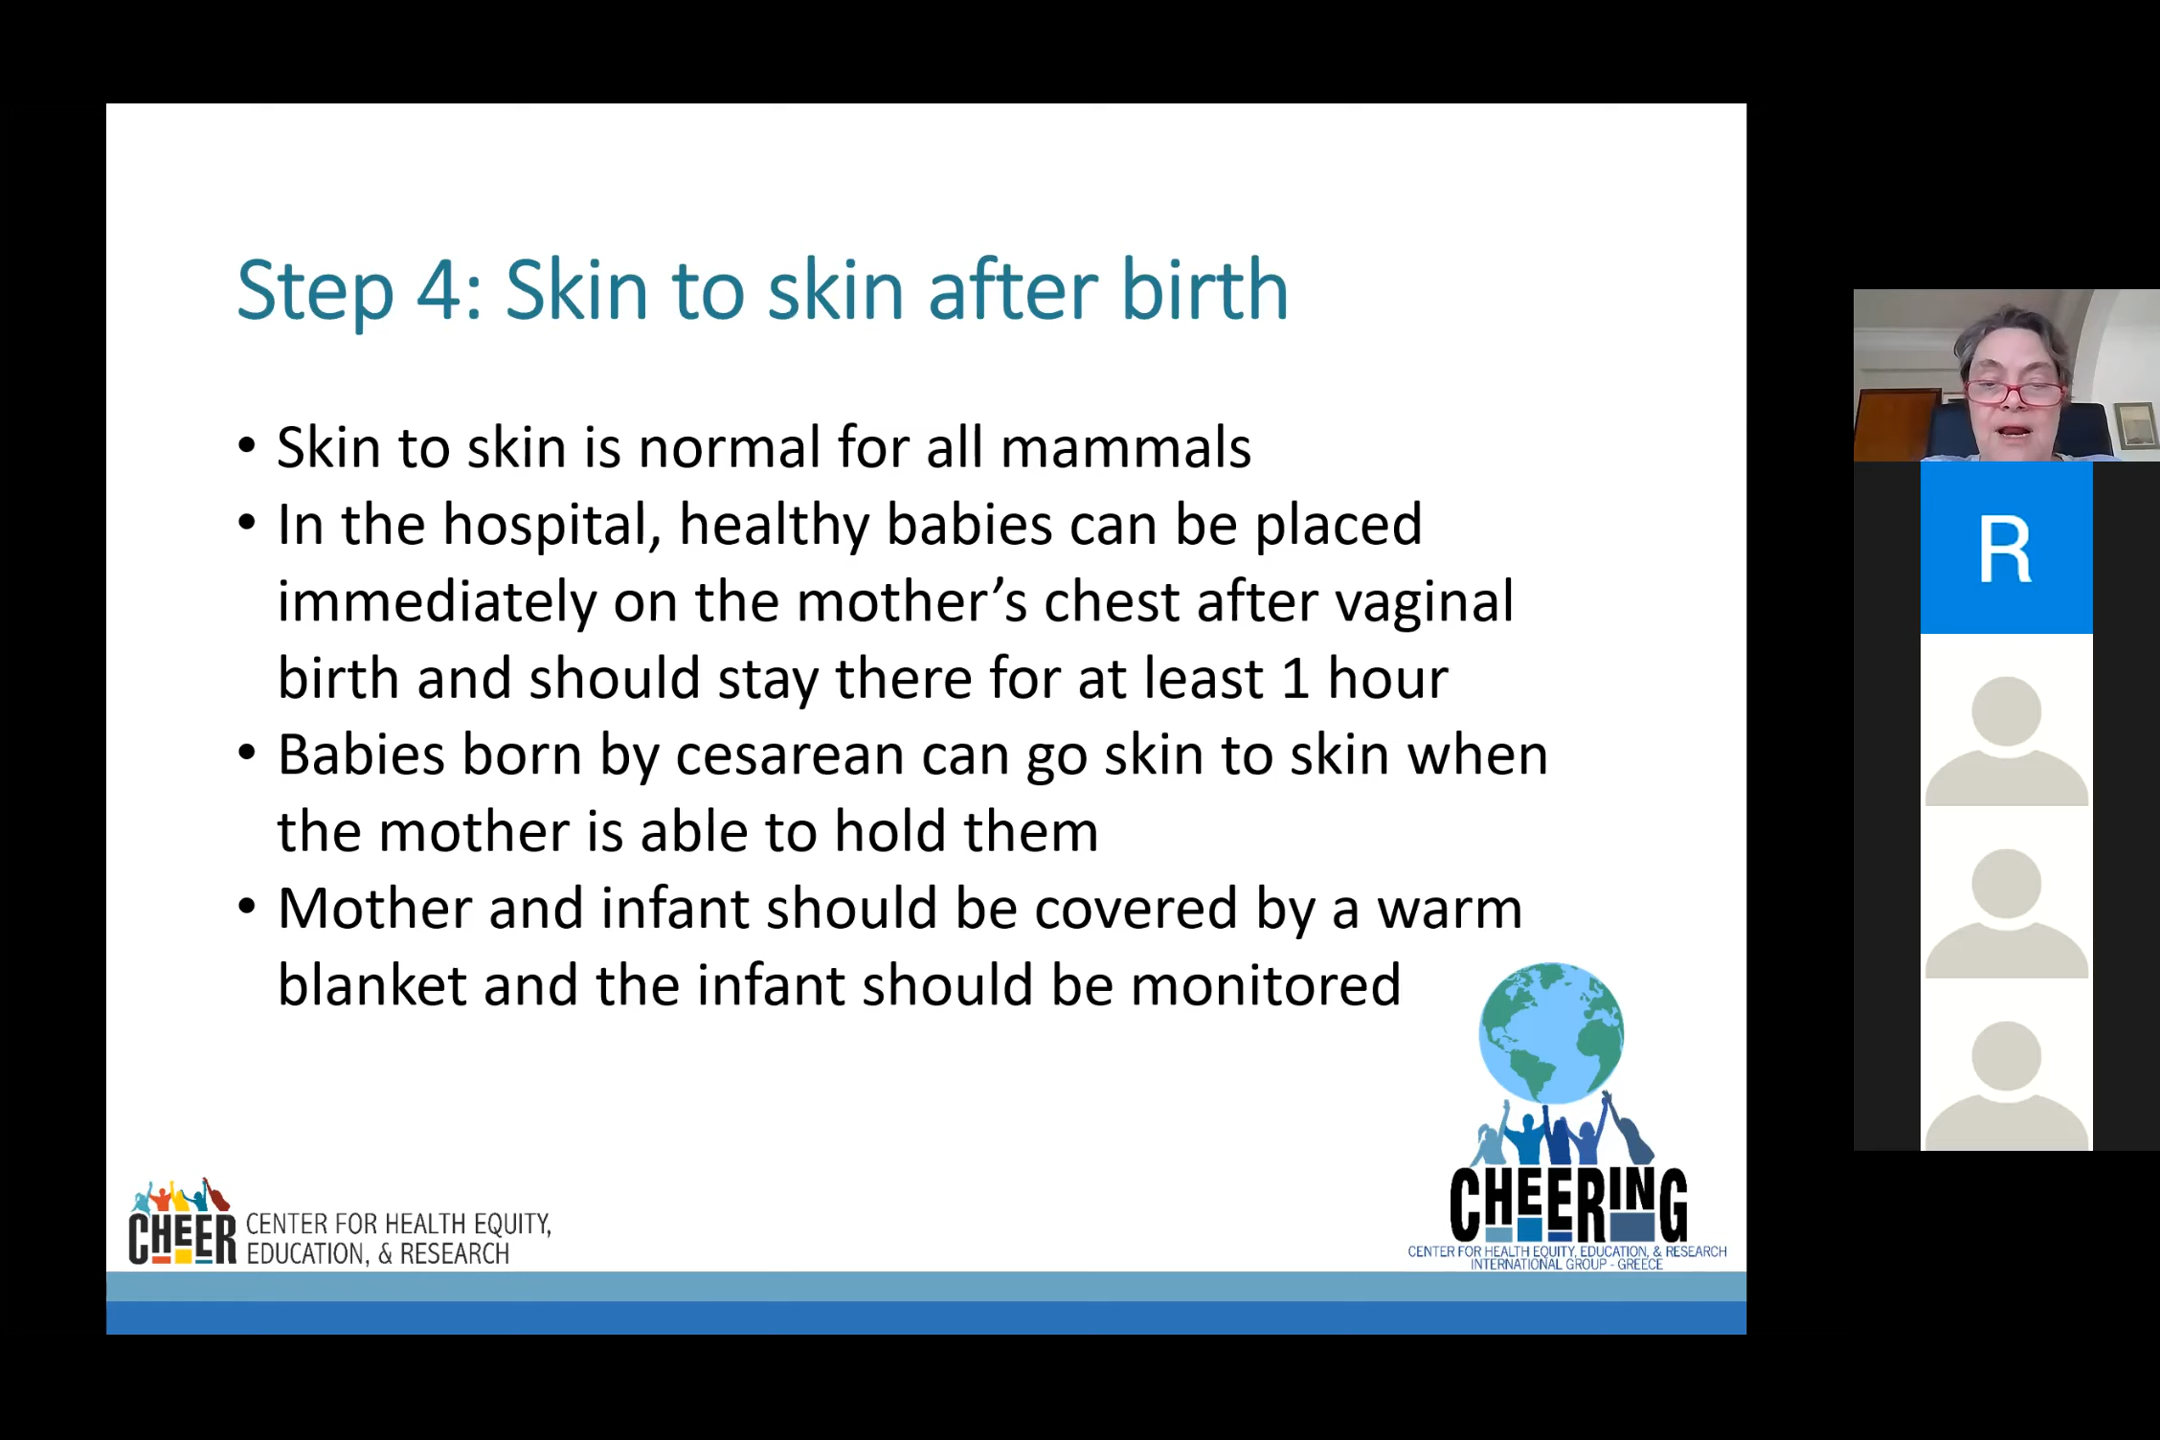 Step 4: Skin to skin after birth
• Skin to skin is normal for all mammals
• In the hospital, healthy babies can be placed
immediately on the mother’s chest after vaginal
birth and should stay there for at least 1 hour
• Babies born by cesarean can go skin to skin when
the mother is able to hold them
• Mother and infant should be covered by a warm
blanket and the infant should be monitored
CHEER
CENTER FOR HEALTH EQUITY,
EDUCATION, & RESEARCH
CHEERING
CENTER FOR HEALTH EQUITY, EDUCATION, & RESEARCH
INTERNATIONAL GROUP - GREECE
R